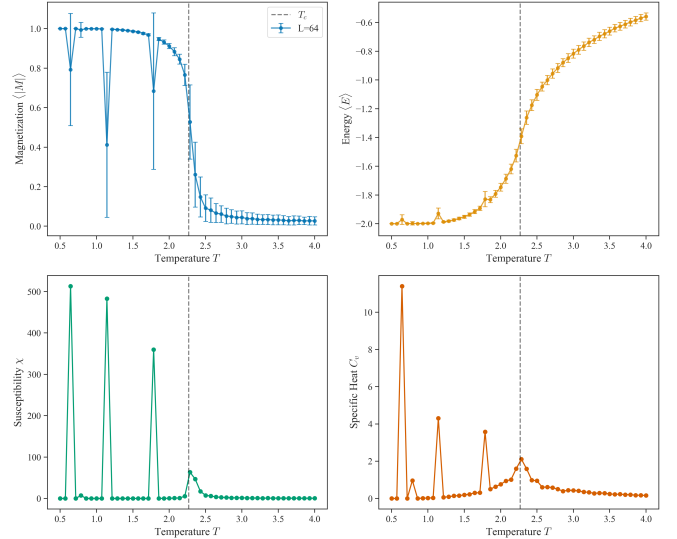 1.0
0.8
0.6
0.4
0.2
0.0
Magnetization ⟨|M|⟩
T_c
L=64
0.5 1.0 1.5 2.0 2.5 3.0 3.5 4.0
Temperature T
−0.6
−0.8
−1.0
−1.2
−1.4
−1.6
−1.8
−2.0
Energy ⟨E⟩
0.5 1.0 1.5 2.0 2.5 3.0 3.5 4.0
Temperature T
500
400
300
200
100
0
Susceptibility χ
0.5 1.0 1.5 2.0 2.5 3.0 3.5 4.0
Temperature T
10
8
6
4
2
0
Specific Heat C_v
0.5 1.0 1.5 2.0 2.5 3.0 3.5 4.0
Temperature T